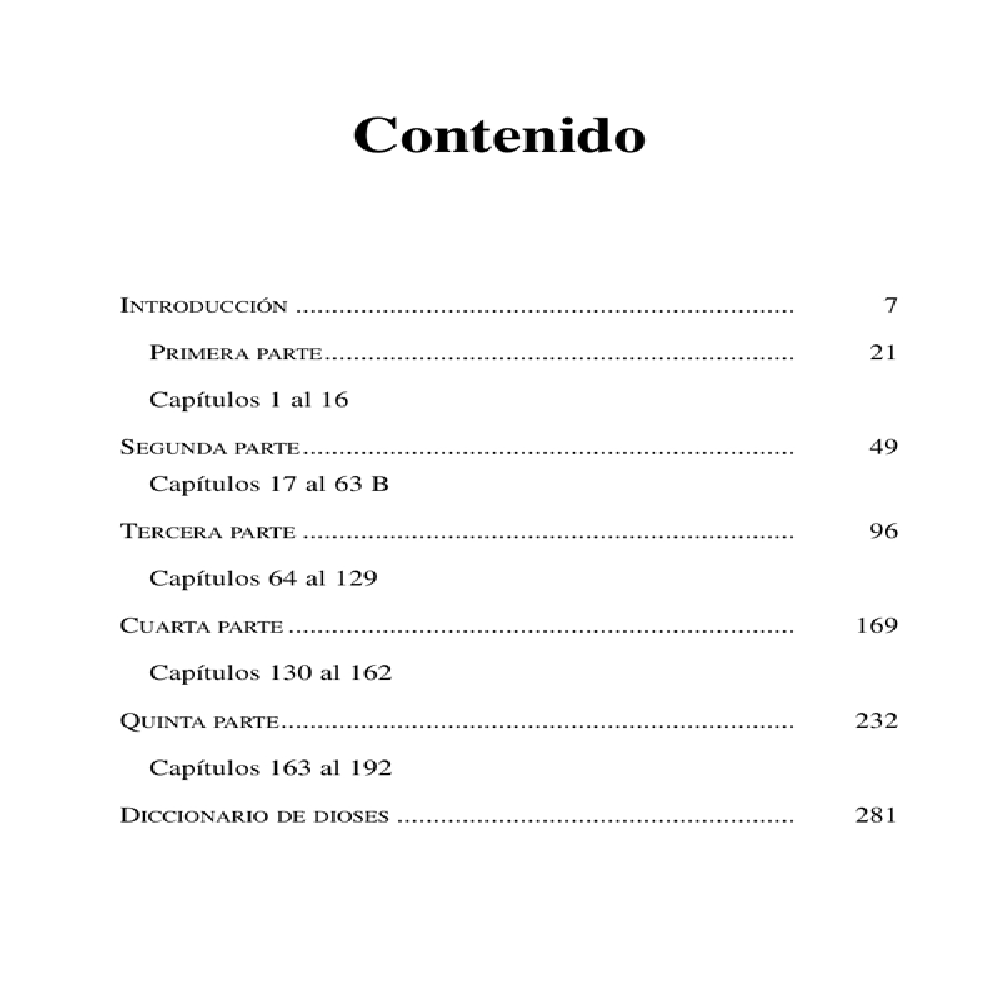 Contenido
Introducción ........................................................................ 7
Primera parte.................................................................... 21
Capítulos 1 al 16
Segunda parte....................................................................... 49
Capítulos 17 al 63 B
Tercera parte ....................................................................... 96
Capítulos 64 al 129
Cuarta parte ......................................................................... 169
Capítulos 130 al 162
Quinta parte.......................................................................... 232
Capítulos 163 al 192
Diccionario de dioses ......................................................... 281